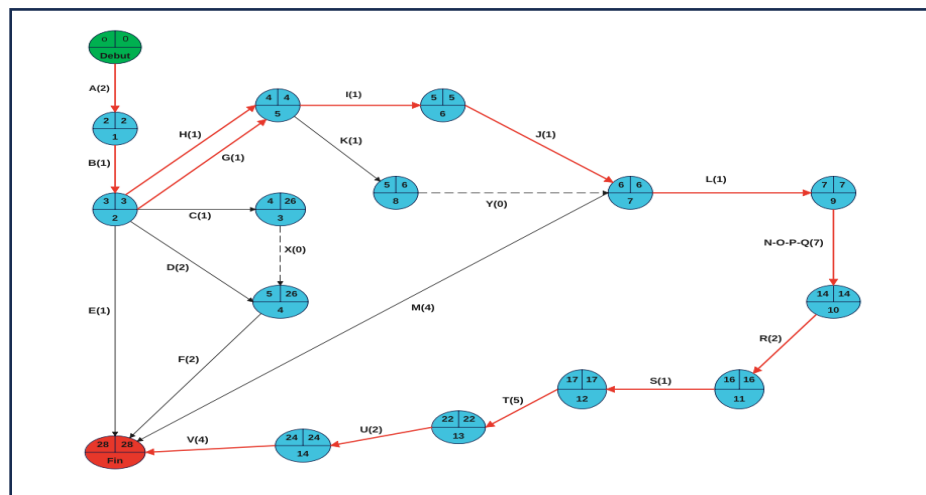 0 0
Debut
A(2)
2 2
1
B(1)
3 3
2
H(1)
G(1)
4 4
5
I(1)
5 5
6
J(1)
K(1)
5 6
8
Y(0)
6 6
7
L(1)
7 7
9
C(1)
4 26
3
X(0)
D(2)
5 26
4
E(1)
F(2)
M(4)
N-O-P-Q(7)
14 14
10
R(2)
16 16
11
S(1)
17 17
12
T(5)
22 22
13
U(2)
24 24
14
V(4)
28 28
Fin